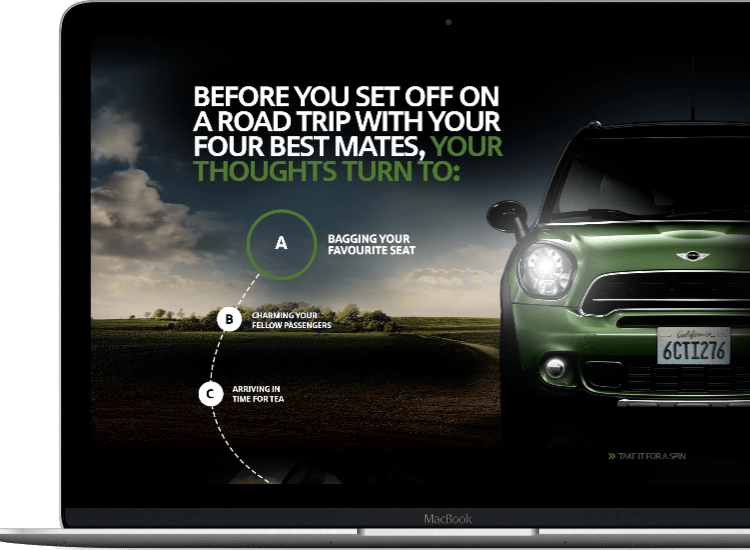 BEFORE YOU SET OFF ON
A ROAD TRIP WITH YOUR
FOUR BEST MATES, YOUR
THOUGHTS TURN TO:
A
BAGGING YOUR
FAVOURITE SEAT
B
CHARMING YOUR
FELLOW PASSENGERS
C
ARRIVING IN
TIME FOR TEA
California
6CTI276
» TAKE IT FOR A SPIN
MacBook